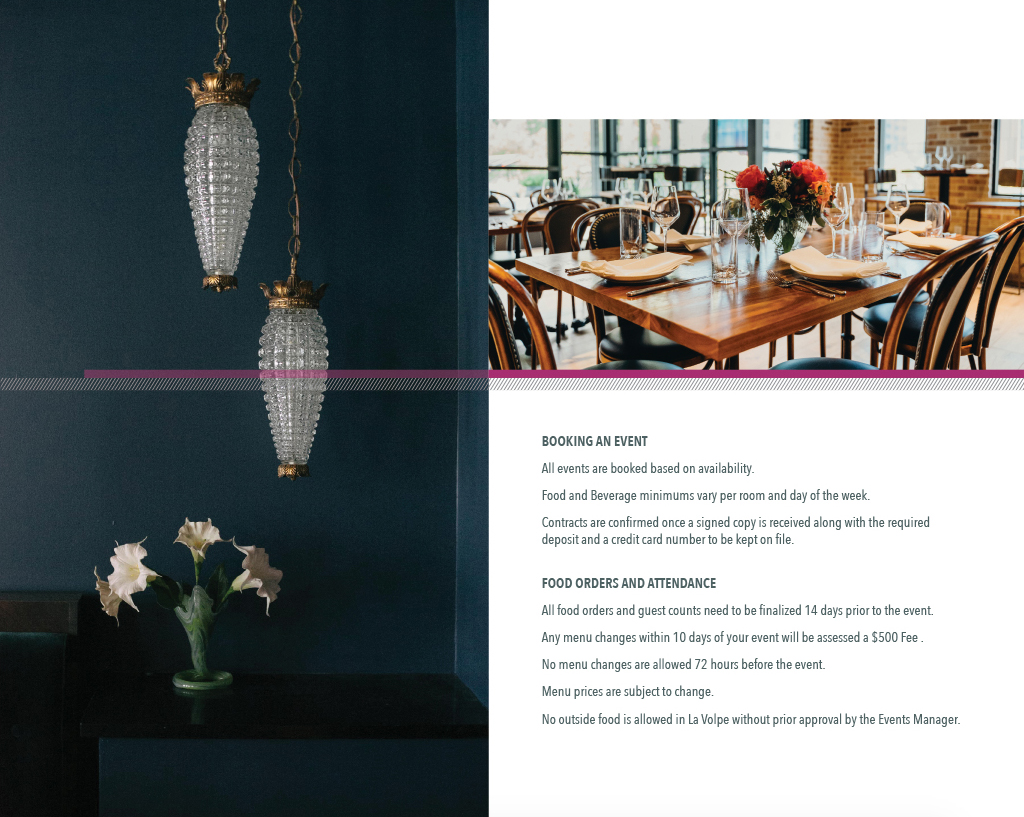 BOOKING AN EVENT
All events are booked based on availability.
Food and Beverage minimums vary per room and day of the week.
Contracts are confirmed once a signed copy is received along with the required
deposit and a credit card number to be kept on file.
FOOD ORDERS AND ATTENDANCE
All food orders and guest counts need to be finalized 14 days prior to the event.
Any menu changes within 10 days of your event will be assessed a $500 Fee .
No menu changes are allowed 72 hours before the event.
Menu prices are subject to change.
No outside food is allowed in La Volpe without prior approval by the Events Manager.